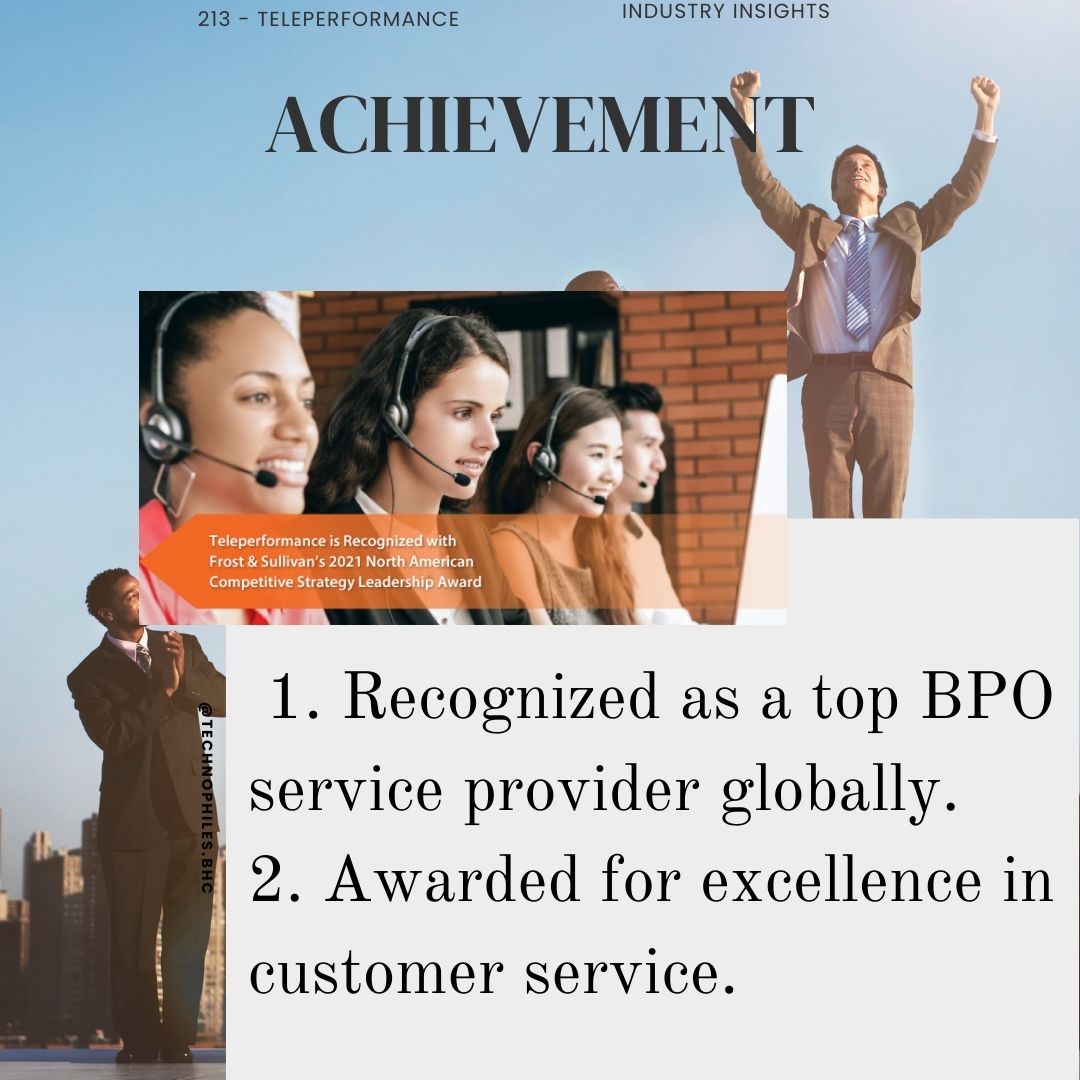 213 - TELEPERFORMANCE
INDUSTRY INSIGHTS
ACHIEVEMENT
Teleperformance is Recognized with
Frost & Sullivan's 2021 North American
Competitive Strategy Leadership Award
1. Recognized as a top BPO
service provider globally.
2. Awarded for excellence in
customer service.
@TECHNOPHILES.BHC